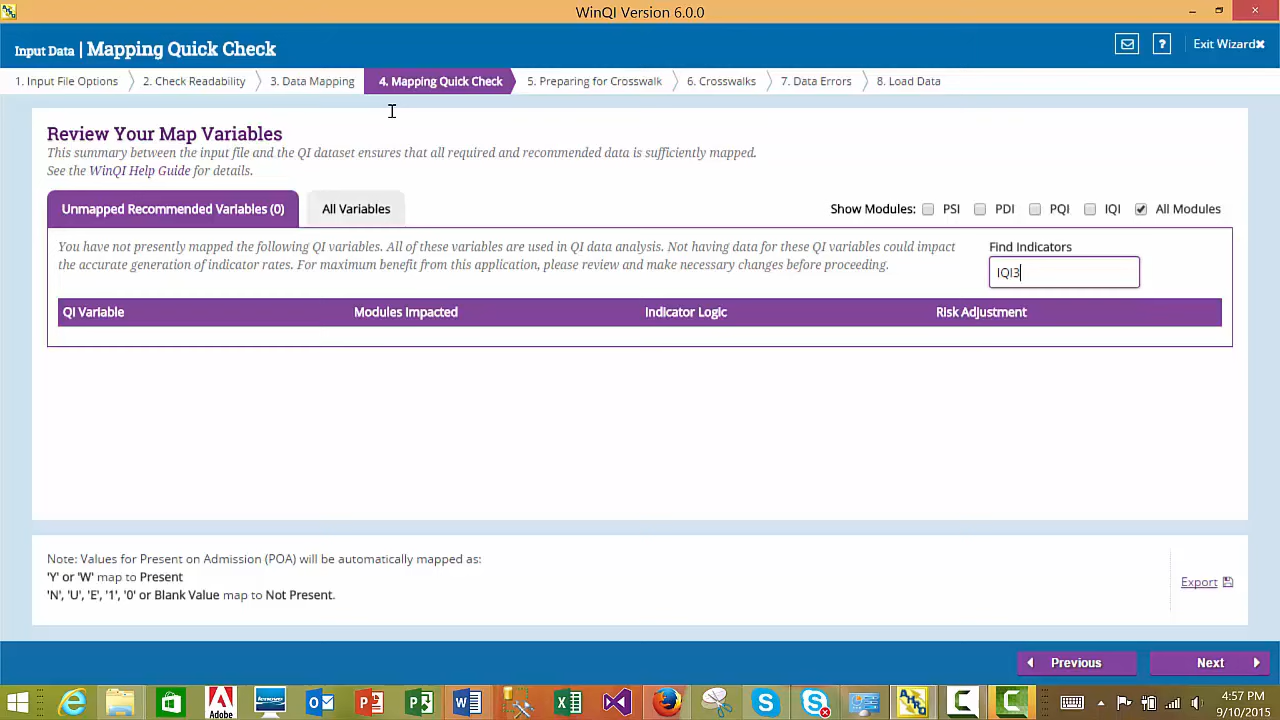 WinQI Version 6.0.0
Input Data | Mapping Quick Check
Exit Wizard
1. Input File Options
2. Check Readability
3. Data Mapping
4. Mapping Quick Check
5. Preparing for Crosswalk
6. Crosswalks
7. Data Errors
8. Load Data
Review Your Map Variables
This summary between the input file and the QI dataset ensures that all required and recommended data is sufficiently mapped.
See the WinQI Help Guide for details.
Unmapped Recommended Variables (0)
All Variables
Show Modules: PSI PDI PQI IQI All Modules
You have not presently mapped the following QI variables. All of these variables are used in QI data analysis. Not having data for these QI variables could impact
the accurate generation of indicator rates. For maximum benefit from this application, please review and make necessary changes before proceeding.
Find Indicators
IQI3
QI Variable
Modules Impacted
Indicator Logic
Risk Adjustment
Note: Values for Present on Admission (POA) will be automatically mapped as:
'Y' or 'W' map to Present
'N', 'U', 'E', '1', '0' or Blank Value map to Not Present.
Export
Previous
Next
Adobe
4:57 PM
9/10/2015